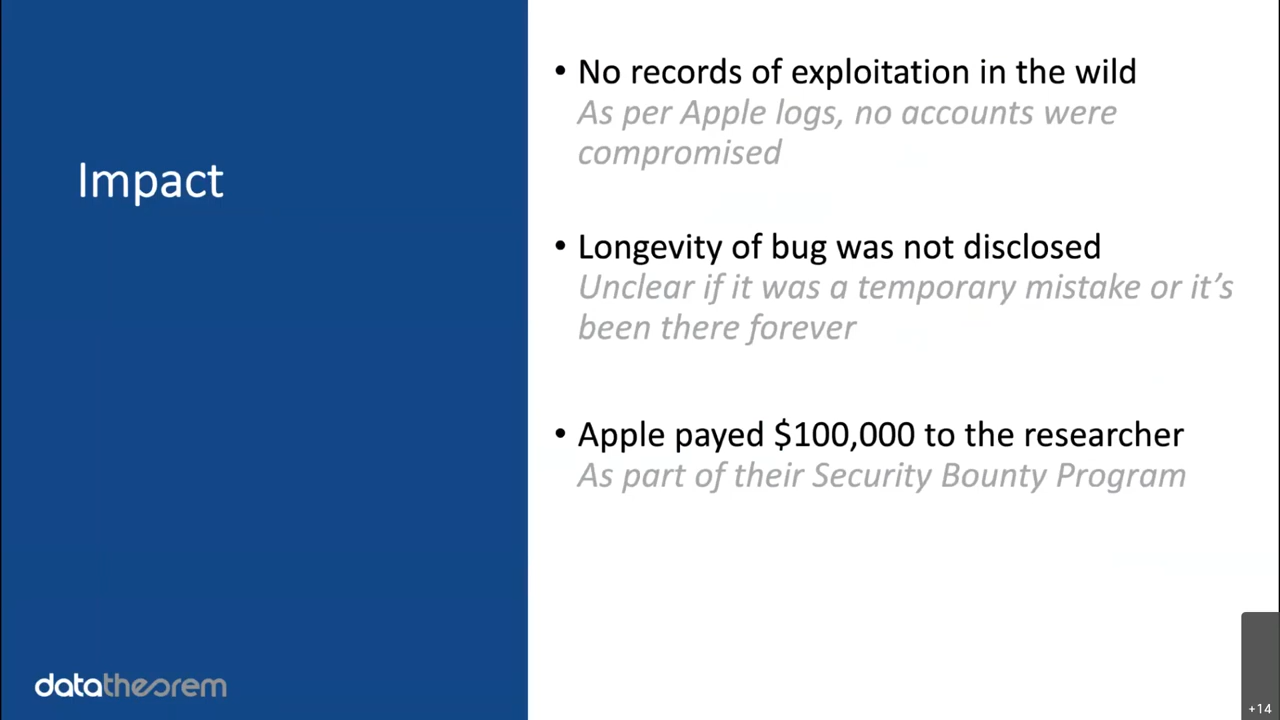 Impact
• No records of exploitation in the wild
As per Apple logs, no accounts were
compromised
• Longevity of bug was not disclosed
Unclear if it was a temporary mistake or it’s
been there forever
• Apple payed $100,000 to the researcher
As part of their Security Bounty Program
datatheorem
+14